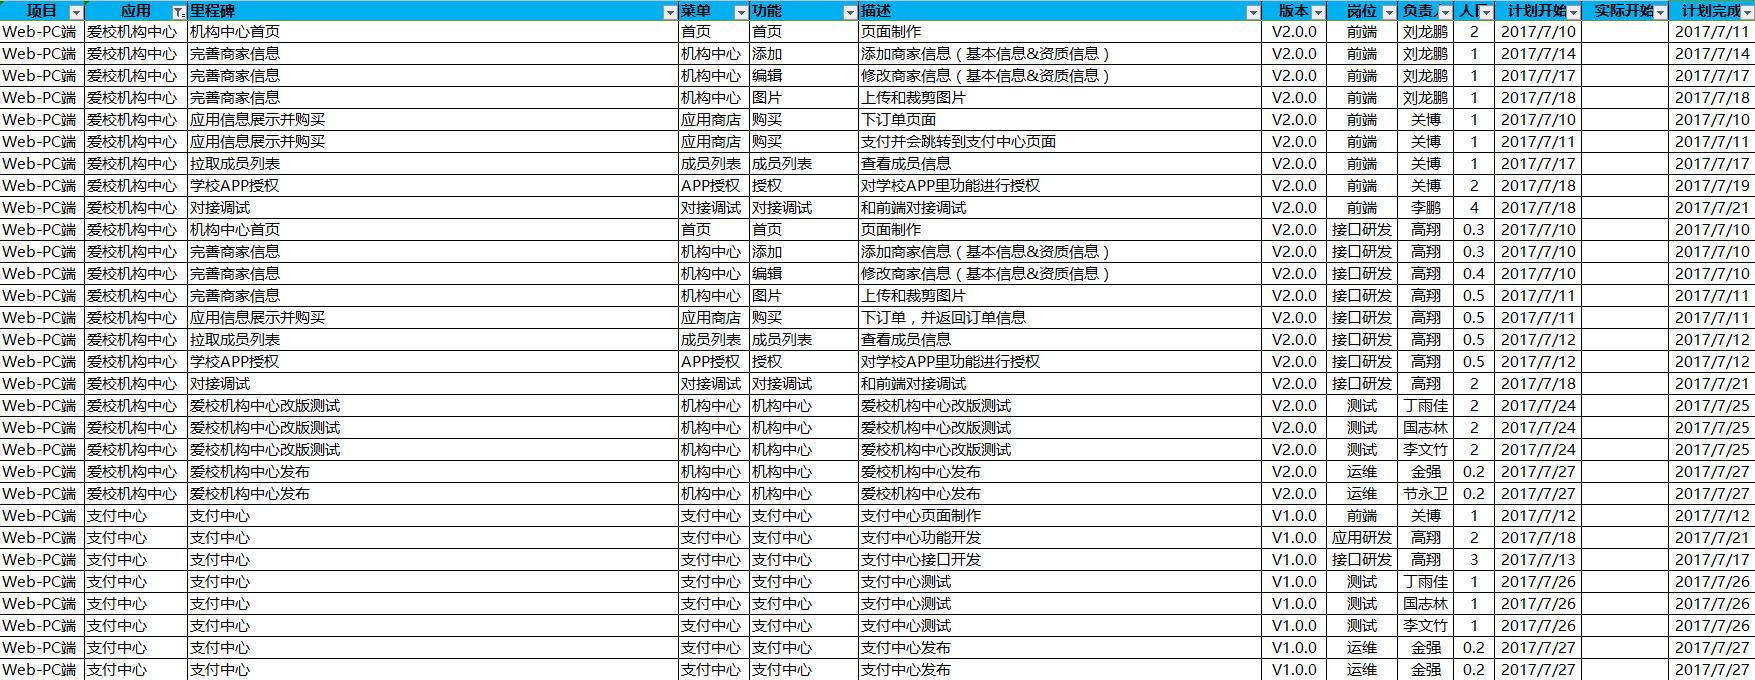 项目 应用 里程碑 菜单 功能 描述 版本 岗位 负责人 计划开始 实际开始 计划完成
Web-PC端 爱校机构中心 机构中心首页 首页 首页 页面制作 V2.0.0 前端 刘龙鹏 2 2017/7/10 2017/7/11
Web-PC端 爱校机构中心 完善商家信息 机构中心 添加 添加商家信息（基本信息&资质信息） V2.0.0 前端 刘龙鹏 1 2017/7/14 2017/7/14
Web-PC端 爱校机构中心 完善商家信息 机构中心 编辑 修改商家信息（基本信息&资质信息） V2.0.0 前端 刘龙鹏 1 2017/7/17 2017/7/17
Web-PC端 爱校机构中心 完善商家信息 机构中心 图片 上传和裁剪图片 V2.0.0 前端 刘龙鹏 1 2017/7/18 2017/7/18
Web-PC端 爱校机构中心 应用信息展示并购买 应用商店 购买 下订单页面 V2.0.0 前端 关博 1 2017/7/10 2017/7/10
Web-PC端 爱校机构中心 应用信息展示并购买 应用商店 购买 支付并会跳转到支付中心页面 V2.0.0 前端 关博 1 2017/7/11 2017/7/11
Web-PC端 爱校机构中心 拉取成员列表 成员列表 成员列表 查看成员信息 V2.0.0 前端 关博 1 2017/7/17 2017/7/17
Web-PC端 爱校机构中心 学校APP授权 APP授权 授权 对学校APP里功能进行授权 V2.0.0 前端 关博 2 2017/7/18 2017/7/19
Web-PC端 爱校机构中心 对接调试 对接调试 对接调试 和前端对接调试 V2.0.0 前端 李鹏 4 2017/7/18 2017/7/21
Web-PC端 爱校机构中心 机构中心首页 首页 首页 页面制作 V2.0.0 接口研发 高翔 0.3 2017/7/10 2017/7/10
Web-PC端 爱校机构中心 完善商家信息 机构中心 添加 添加商家信息（基本信息&资质信息） V2.0.0 接口研发 高翔 0.3 2017/7/10 2017/7/10
Web-PC端 爱校机构中心 完善商家信息 机构中心 编辑 修改商家信息（基本信息&资质信息） V2.0.0 接口研发 高翔 0.4 2017/7/10 2017/7/10
Web-PC端 爱校机构中心 完善商家信息 机构中心 图片 上传和裁剪图片 V2.0.0 接口研发 高翔 0.5 2017/7/11 2017/7/11
Web-PC端 爱校机构中心 应用信息展示并购买 应用商店 购买 下订单，并返回订单信息 V2.0.0 接口研发 高翔 0.5 2017/7/11 2017/7/11
Web-PC端 爱校机构中心 拉取成员列表 成员列表 成员列表 查看成员信息 V2.0.0 接口研发 高翔 0.5 2017/7/12 2017/7/12
Web-PC端 爱校机构中心 学校APP授权 APP授权 授权 对学校APP里功能进行授权 V2.0.0 接口研发 高翔 0.5 2017/7/12 2017/7/12
Web-PC端 爱校机构中心 对接调试 对接调试 对接调试 和前端对接调试 V2.0.0 接口研发 高翔 2 2017/7/18 2017/7/21
Web-PC端 爱校机构中心 爱校机构中心改版测试 机构中心 机构中心 爱校机构中心改版测试 V2.0.0 测试 丁雨佳 2 2017/7/24 2017/7/25
Web-PC端 爱校机构中心 爱校机构中心改版测试 机构中心 机构中心 爱校机构中心改版测试 V2.0.0 测试 国志林 2 2017/7/24 2017/7/25
Web-PC端 爱校机构中心 爱校机构中心改版测试 机构中心 机构中心 爱校机构中心改版测试 V2.0.0 测试 李文竹 2 2017/7/24 2017/7/25
Web-PC端 爱校机构中心 爱校机构中心发布 机构中心 机构中心 爱校机构中心发布 V2.0.0 运维 金强 0.2 2017/7/27 2017/7/27
Web-PC端 爱校机构中心 爱校机构中心发布 机构中心 机构中心 爱校机构中心发布 V2.0.0 运维 节永卫 0.2 2017/7/27 2017/7/27
Web-PC端 支付中心 支付中心 支付中心 支付中心 支付中心页面制作 V1.0.0 前端 关博 1 2017/7/12 2017/7/12
Web-PC端 支付中心 支付中心 支付中心 支付中心 支付中心功能开发 V1.0.0 应用研发 高翔 2 2017/7/18 2017/7/21
Web-PC端 支付中心 支付中心 支付中心 支付中心 支付中心接口开发 V1.0.0 接口研发 高翔 3 2017/7/13 2017/7/17
Web-PC端 支付中心 支付中心 支付中心 支付中心 支付中心测试 V1.0.0 测试 丁雨佳 1 2017/7/26 2017/7/26
Web-PC端 支付中心 支付中心 支付中心 支付中心 支付中心测试 V1.0.0 测试 国志林 1 2017/7/26 2017/7/26
Web-PC端 支付中心 支付中心 支付中心 支付中心 支付中心测试 V1.0.0 测试 李文竹 1 2017/7/26 2017/7/26
Web-PC端 支付中心 支付中心 支付中心 支付中心 支付中心发布 V1.0.0 运维 金强 0.2 2017/7/27 2017/7/27
Web-PC端 支付中心 支付中心 支付中心 支付中心 支付中心发布 V1.0.0 运维 金强 0.2 2017/7/27 2017/7/27